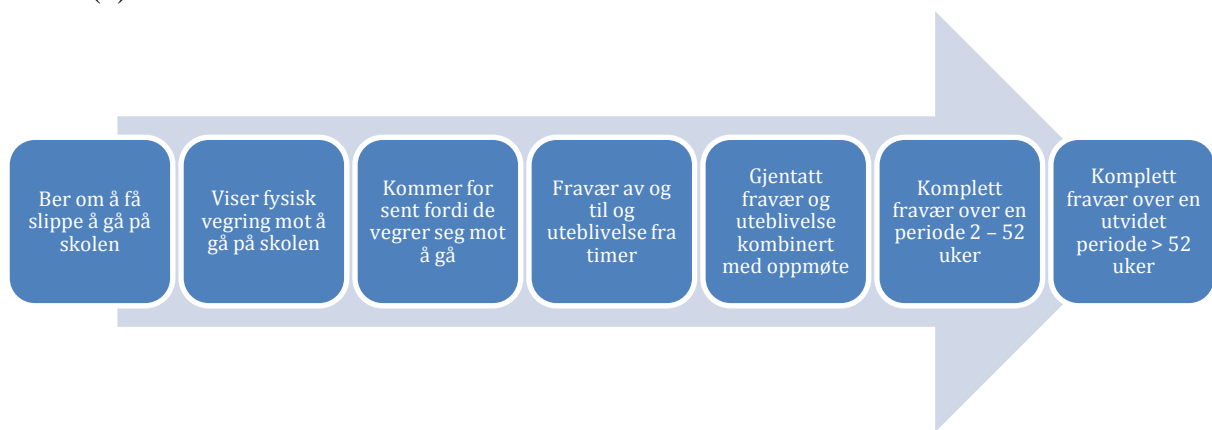 Ber om å få
slippe å gå på
skolen
Viser fysisk
vegring mot å
gå på skolen
Kommer for
sent fordi de
vegrer seg mot
å gå
Fravær av og
til og
uteblivelse fra
timer
Gjentatt
fravær og
uteblivelse
kombinert
med oppmøte
Komplett
fravær over en
periode 2 – 52
uker
Komplett
fravær over en
utvidet
periode > 52
uker